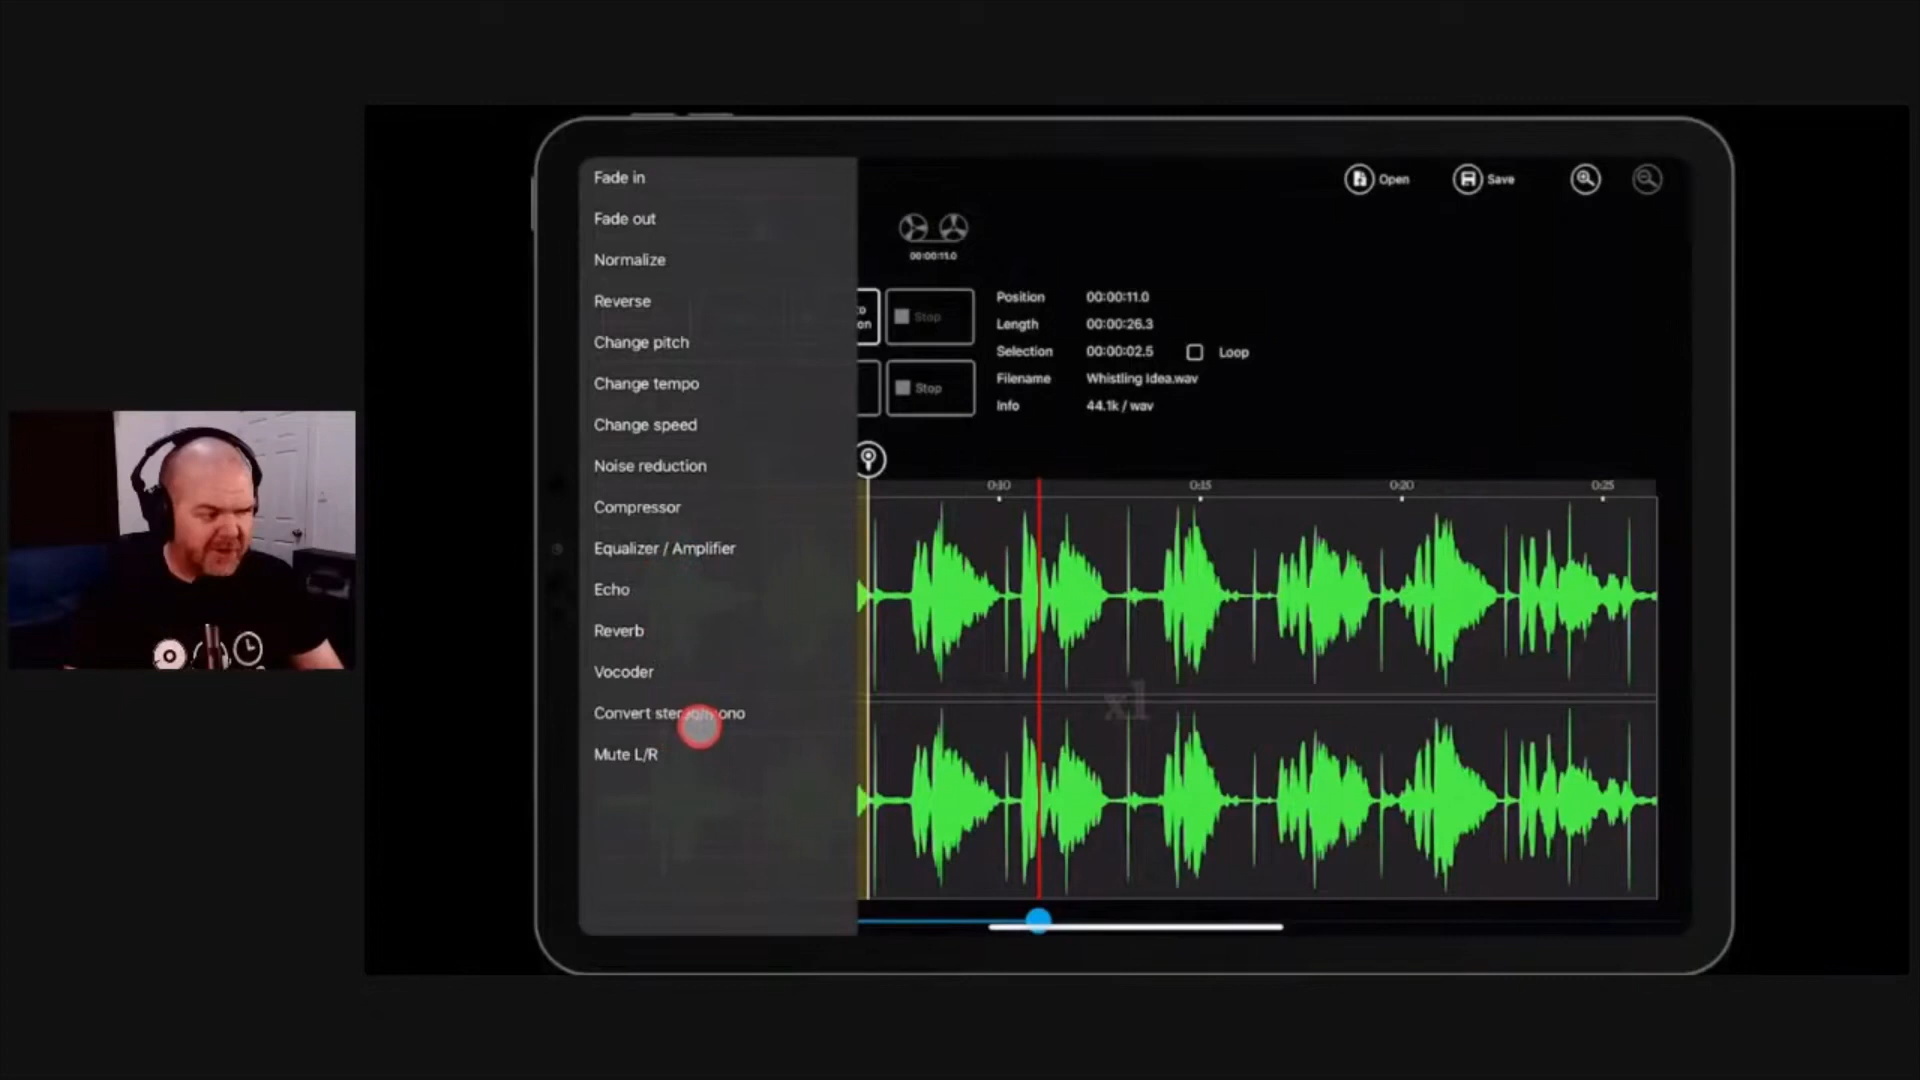 Fade in
Fade out
Normalize
Reverse
Change pitch
Change tempo
Change speed
Noise reduction
Compressor
Equalizer / Amplifier
Echo
Reverb
Vocoder
Convert stereo/mono
Mute L/R
Open
Save
00:00:11.0
Stop
Stop
Position 00:00:11.0
Length 00:00:26.3
Selection 00:00:02.5
Loop
Filename Whistling Idea.wav
Info 44.1k / wav
0:10 0:15 0:20 0:25
x1